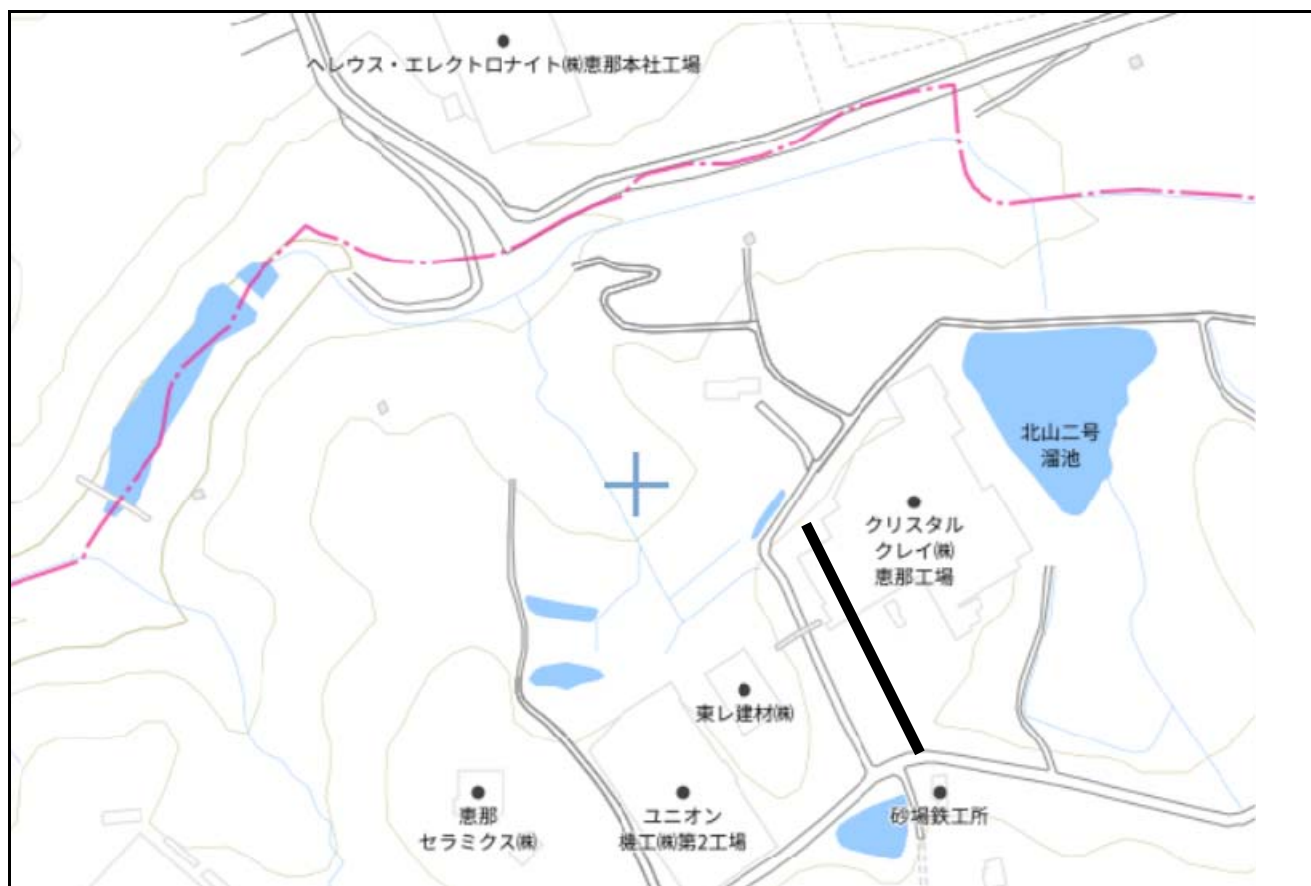 ヘレウス・エレクトロナイト㈱恵那本社工場
北山二号
溜池
クリスタル
クレイ㈱
恵那工場
東レ建材㈱
恵那
セラミクス㈱
ユニオン
機工㈱第2工場
砂場鉄工所